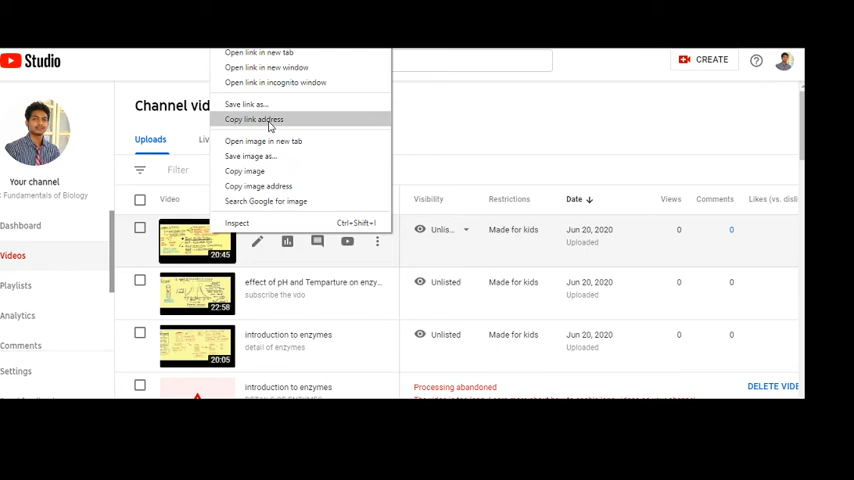 Studio
CREATE
Open link in new tab
Open link in new window
Open link in incognito window
Save link as...
Copy link address
Open image in new tab
Save image as...
Copy image
Copy image address
Search Google for image
Inspect Ctrl+Shift+I
Your channel
Fundamentals of Biology
Dashboard
Videos
Playlists
Analytics
Comments
Settings
Channel vid
Uploads Liv
Filter
Video Visibility Restrictions Date Views Comments Likes (vs. disli
20:45 Unlis... Made for kids Jun 20, 2020 0 0
Uploaded
effect of pH and Temparture on enzy... Unlisted Made for kids Jun 20, 2020 0 0
subscribe the vdo Uploaded
22:58
introduction to enzymes Unlisted Made for kids Jun 20, 2020 0 0
detail of enzymes Uploaded
20:05
introduction to enzymes Processing abandoned DELETE VIDE